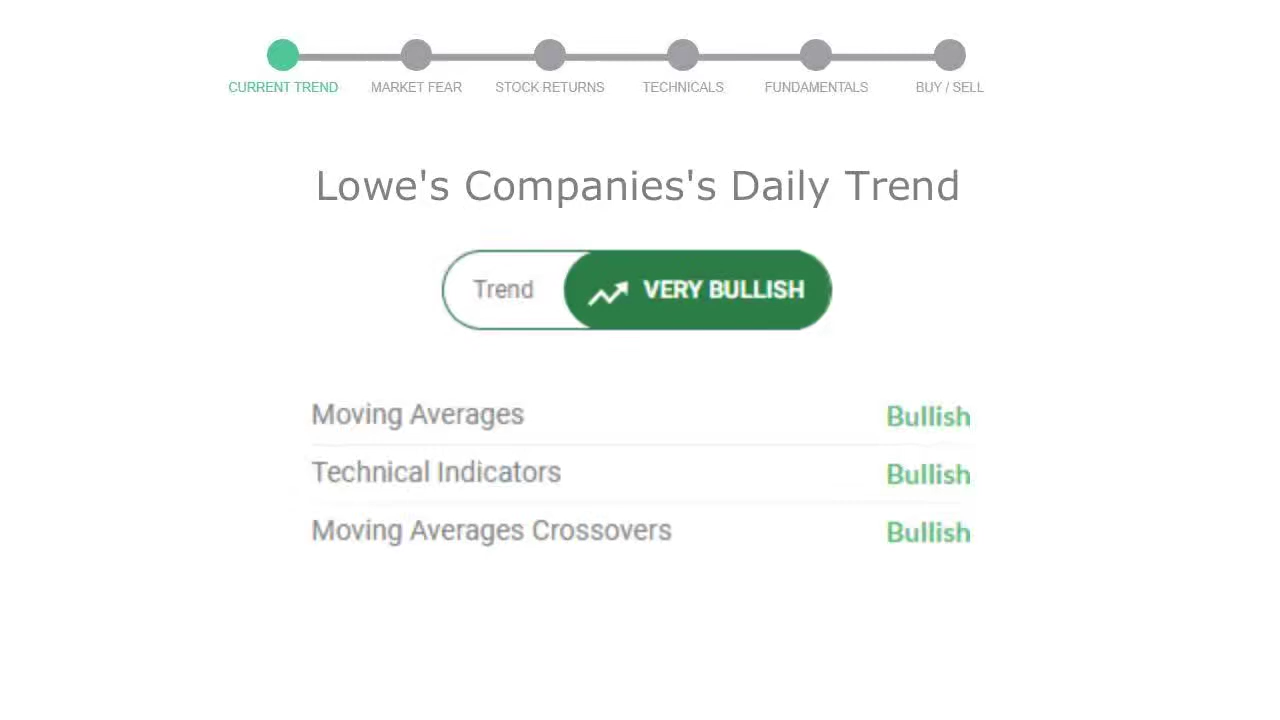 CURRENT TREND MARKET FEAR STOCK RETURNS TECHNICALS FUNDAMENTALS BUY / SELL
Lowe's Companies's Daily Trend
Trend VERY BULLISH
Moving Averages Bullish
Technical Indicators Bullish
Moving Averages Crossovers Bullish